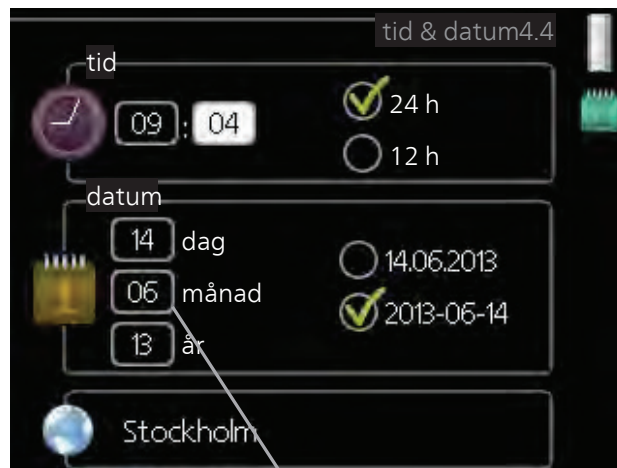 tid & datum4.4
tid
09 : 04
24 h
12 h
datum
14 dag
06 månad
13 år
14.06.2013
2013-06-14
Stockholm